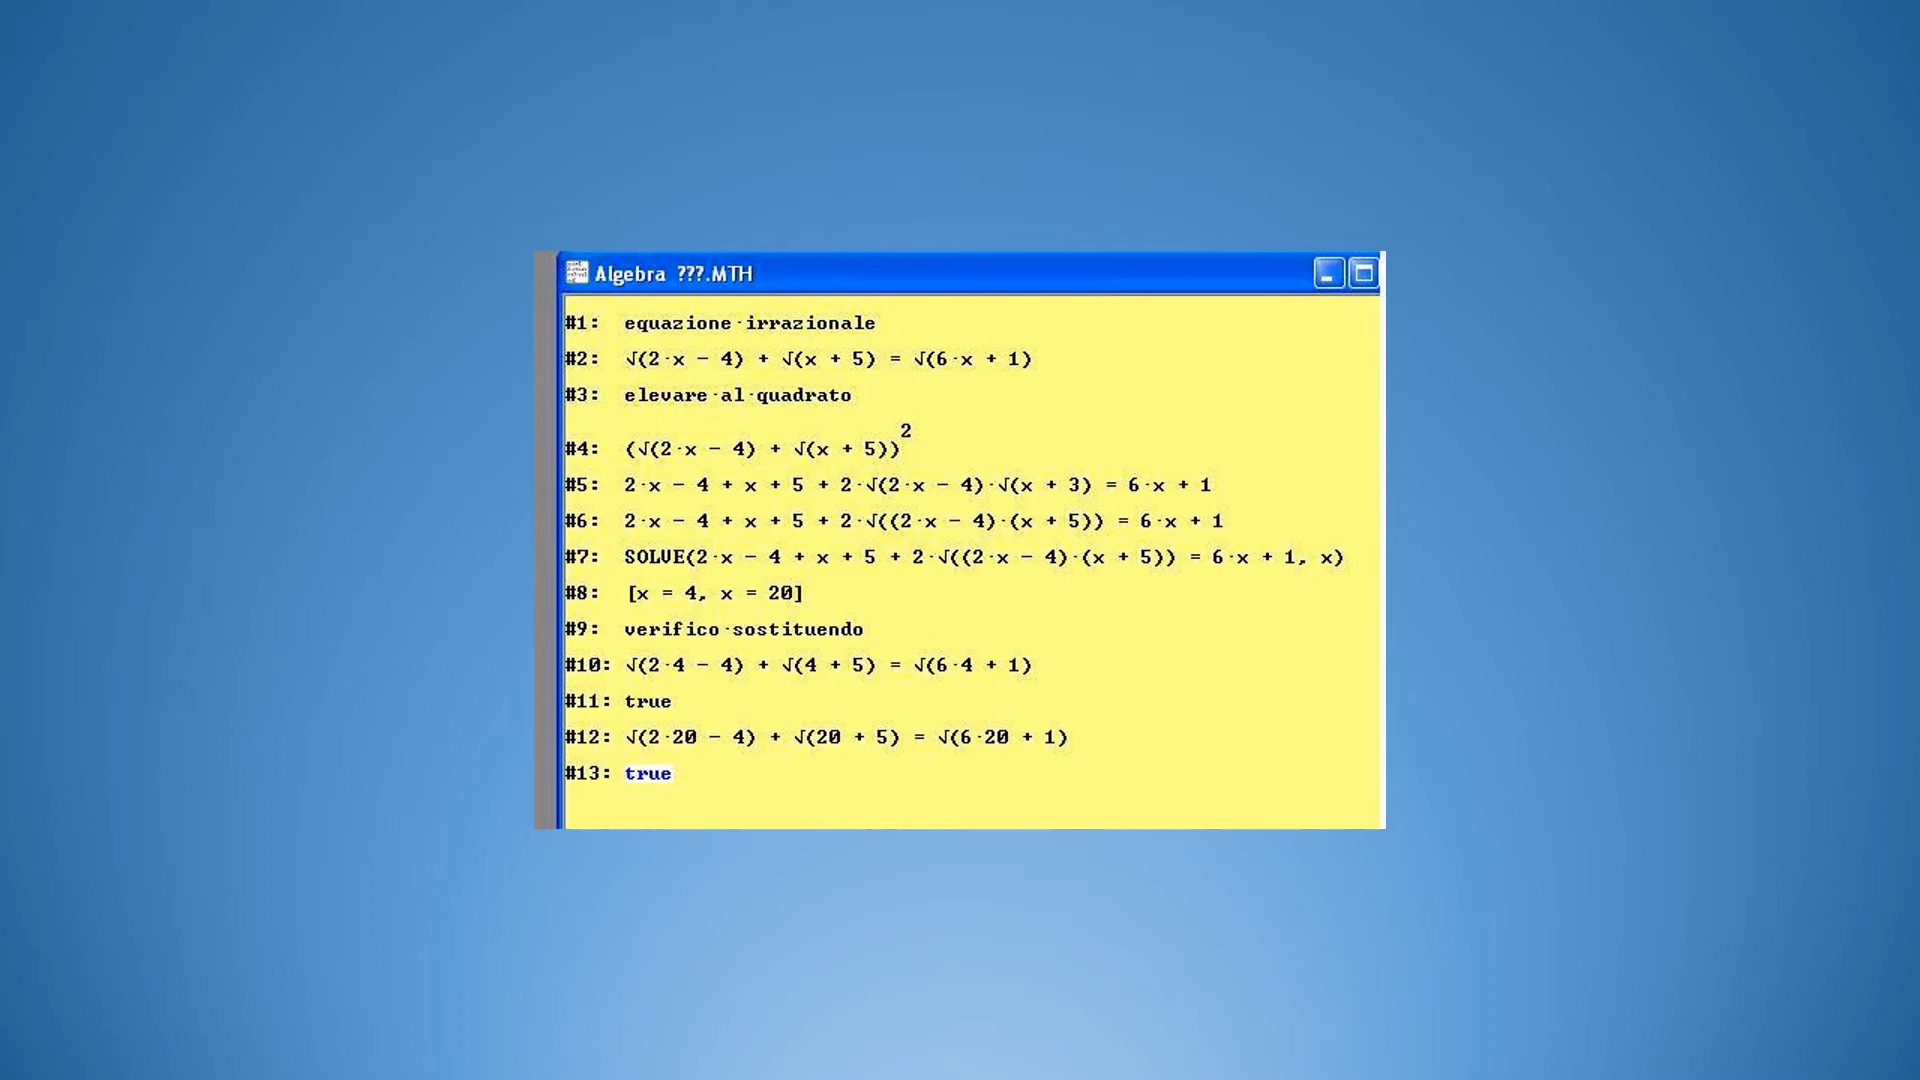 Algebra ???.MTH
#1: equazione·irrazionale
#2: √(2·x − 4) + √(x + 5) = √(6·x + 1)
#3: elevare·al·quadrato
#4: (√(2·x − 4) + √(x + 5))²
#5: 2·x − 4 + x + 5 + 2·√(2·x − 4)·√(x + 3) = 6·x + 1
#6: 2·x − 4 + x + 5 + 2·√((2·x − 4)·(x + 5)) = 6·x + 1
#7: SOLVE(2·x − 4 + x + 5 + 2·√((2·x − 4)·(x + 5)) = 6·x + 1, x)
#8: [x = 4, x = 20]
#9: verifico·sostituendo
#10: √(2·4 − 4) + √(4 + 5) = √(6·4 + 1)
#11: true
#12: √(2·20 − 4) + √(20 + 5) = √(6·20 + 1)
#13: true